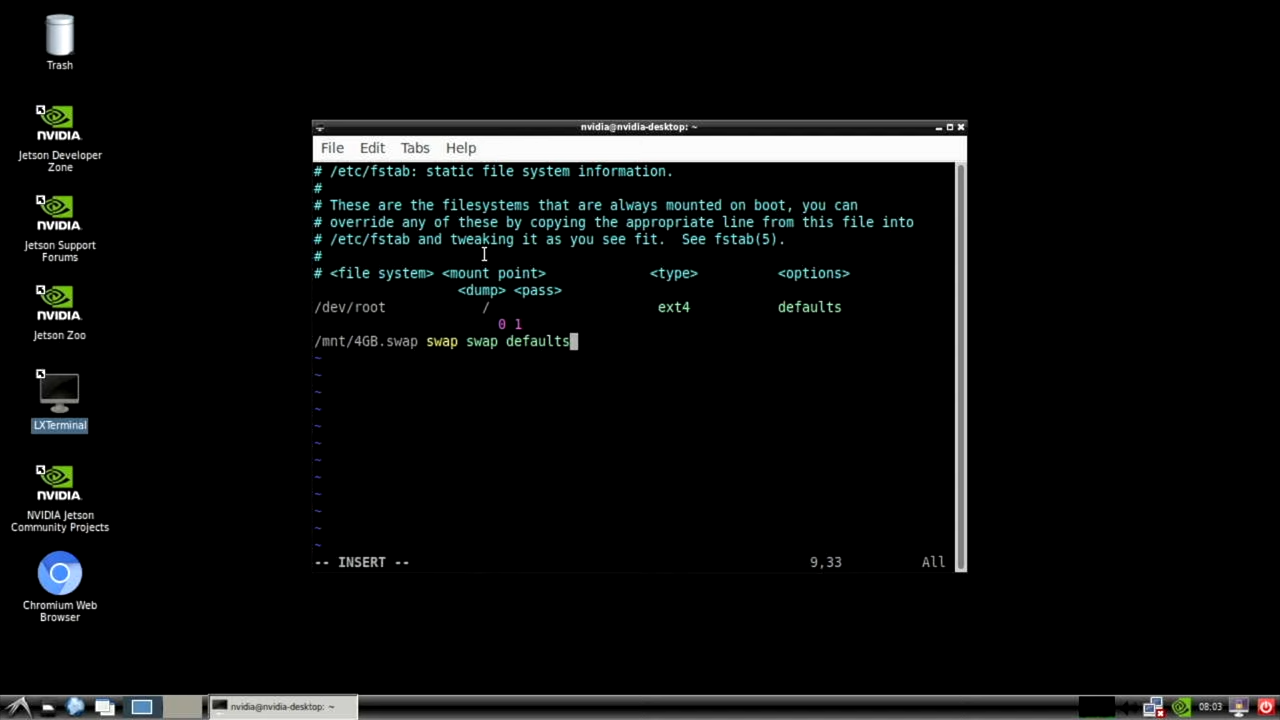 Trash
NVIDIA.
Jetson Developer
Zone
NVIDIA.
Jetson Support
Forums
NVIDIA.
Jetson Zoo
LXTerminal
NVIDIA.
NVIDIA Jetson
Community Projects
Chromium Web
Browser
nvidia@nvidia-desktop: ~
File Edit Tabs Help
# /etc/fstab: static file system information.
#
# These are the filesystems that are always mounted on boot, you can
# override any of these by copying the appropriate line from this file into
# /etc/fstab and tweaking it as you see fit.  See fstab(5).
#
# <file system> <mount point>             <type>          <options>
                  <dump> <pass>
/dev/root            /                     ext4           defaults
                       0 1
/mnt/4GB.swap swap swap defaults
~
~
~
~
~
~
~
~
~
~
~
~
-- INSERT -- 9,33 All
nvidia@nvidia-desktop: ~
08:03